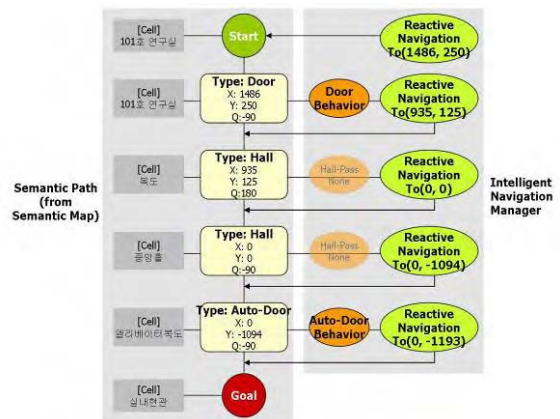 [Cell]
101호 연구실
Start
Reactive
Navigation
To(1486, 250)
[Cell]
101호 연구실
Type: Door
X: 1486
Y: 250
Q:-90
Door
Behavior
Reactive
Navigation
To(935, 125)
Semantic Path
(from
Semantic Map)
[Cell]
복도
Type: Hall
X: 935
Y: 125
Q:180
Hall-Pass
None
Reactive
Navigation
To(0, 0)
Intelligent
Navigation
Manager
[Cell]
중앙홀
Type: Hall
X: 0
Y: 0
Q:-90
Hall-Pass
None
Reactive
Navigation
To(0, -1094)
[Cell]
엘리베이터복도
Type: Auto-Door
X: 0
Y: -1094
Q:-90
Auto-Door
Behavior
Reactive
Navigation
To(0, -1193)
[Cell]
실내현관
Goal